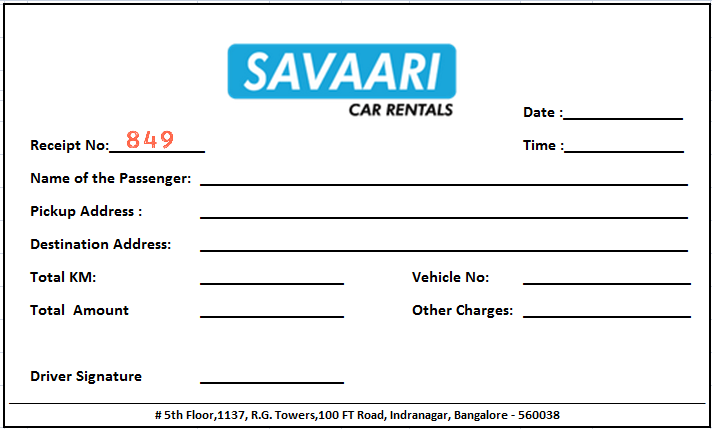 SAVAARI
CAR RENTALS
Date :
Receipt No: 849
Time :
Name of the Passenger:
Pickup Address :
Destination Address:
Total KM:
Vehicle No:
Total Amount
Other Charges:
Driver Signature
# 5th Floor,1137, R.G. Towers,100 FT Road, Indranagar, Bangalore - 560038